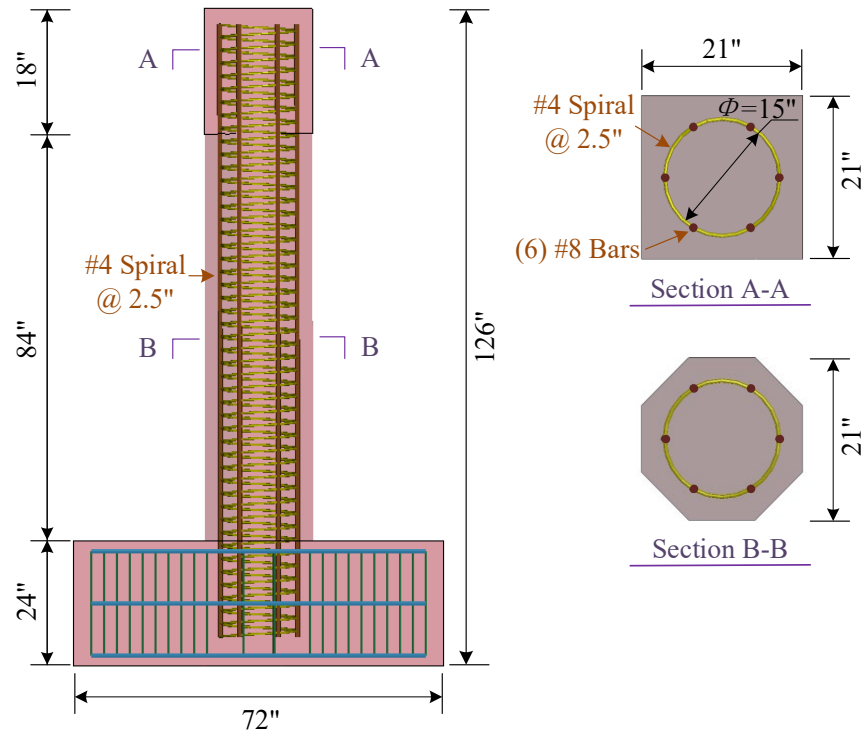 18"
84"
24"
A
A
#4 Spiral
@ 2.5"
B
B
126"
72"
21"
#4 Spiral
@ 2.5"
Φ=15"
21"
(6) #8 Bars
Section A-A
21"
Section B-B